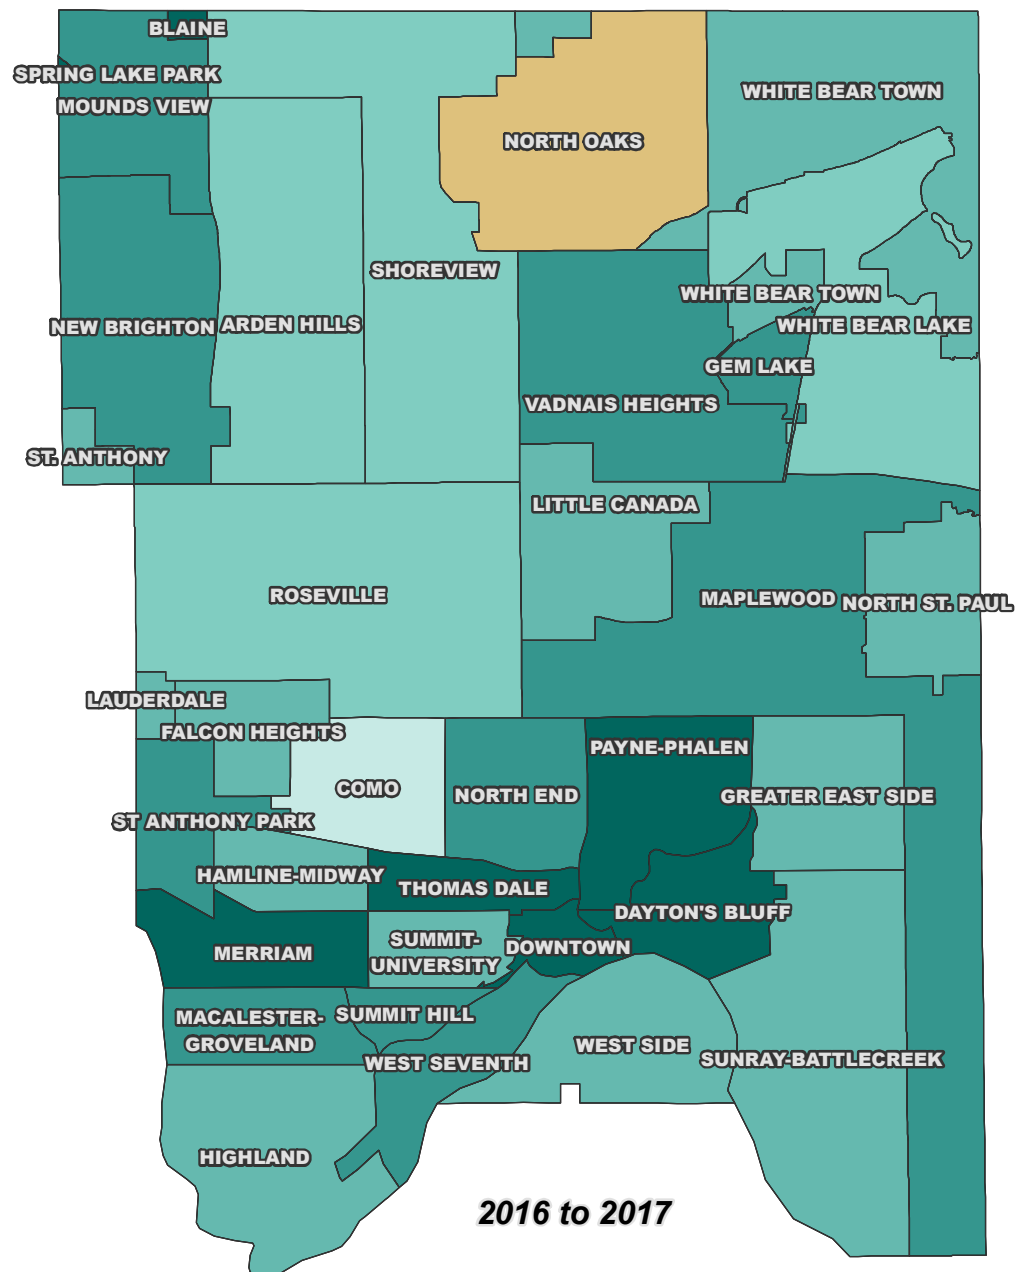 BLAINE
SPRING LAKE PARK
WHITE BEAR TOWN
MOUNDS VIEW
NORTH OAKS
SHOREVIEW
WHITE BEAR TOWN
NEW BRIGHTON
ARDEN HILLS
WHITE BEAR LAKE
GEM LAKE
VADNAIS HEIGHTS
ST. ANTHONY
LITTLE CANADA
ROSEVILLE
MAPLEWOOD
NORTH ST. PAUL
LAUDERDALE
FALCON HEIGHTS
PAYNE-PHALEN
COMO
NORTH END
GREATER EAST SIDE
ST ANTHONY PARK
HAMLINE-MIDWAY
THOMAS DALE
DAYTON'S BLUFF
MERRIAM
SUMMIT-
UNIVERSITY
DOWNTOWN
MACALESTER-
GROVELAND
SUMMIT HILL
WEST SIDE
WEST SEVENTH
SUNRAY-BATTLECREEK
HIGHLAND
2016 to 2017